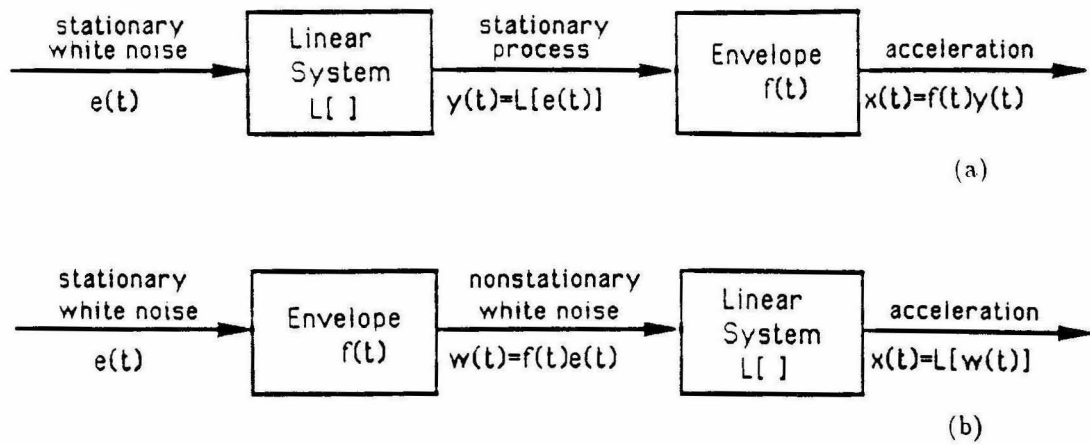 stationary
white noise
e(t)
Linear
System
L[ ]
stationary
process
y(t)=L[e(t)]
Envelope
f(t)
acceleration
x(t)=f(t)y(t)
(a)
stationary
white noise
e(t)
Envelope
f(t)
nonstationary
white noise
w(t)=f(t)e(t)
Linear
System
L[ ]
acceleration
x(t)=L[w(t)]
(b)